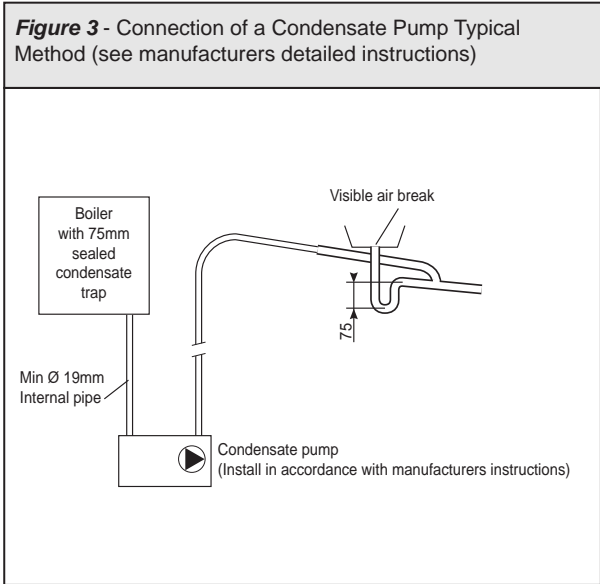 Figure 3 - Connection of a Condensate Pump Typical
Method (see manufacturers detailed instructions)
Visible air break
Boiler
with 75mm
sealed
condensate
trap
75
Min Ø 19mm
Internal pipe
Condensate pump
(Install in accordance with manufacturers instructions)